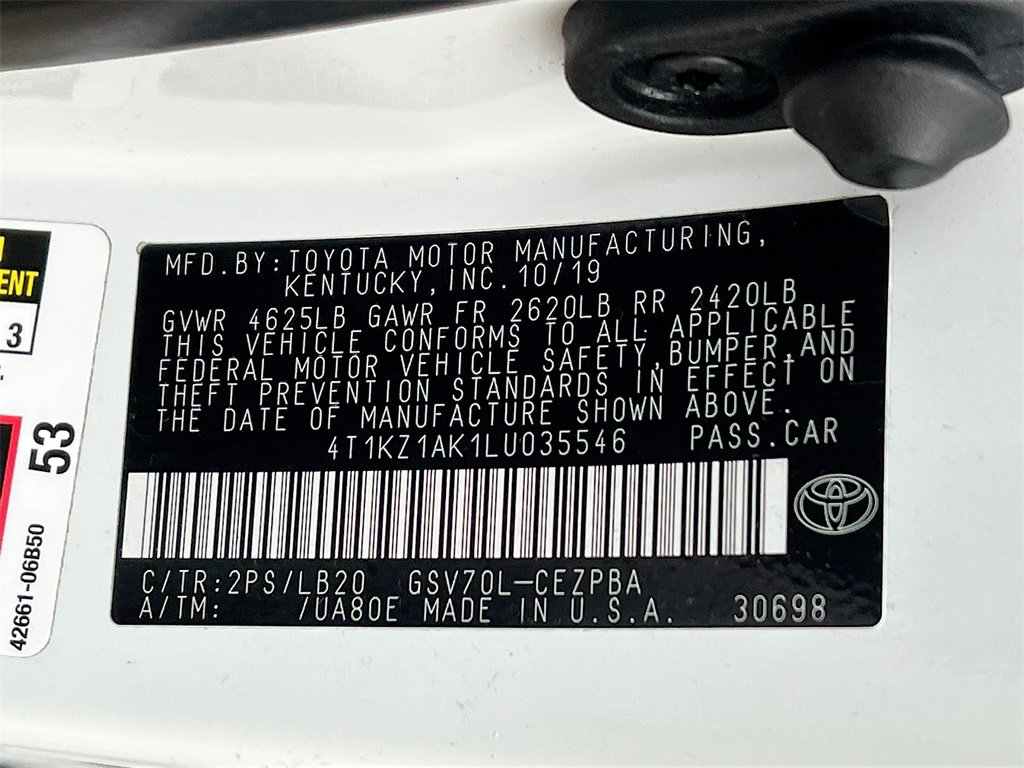 MFD.BY:TOYOTA MOTOR MANUFACTURING,
KENTUCKY,INC.10/19
GVWR 4625LB GAWR FR 2620LB RR 2420LB
THIS VEHICLE CONFORMS TO ALL APPLICABLE
FEDERAL MOTOR VEHICLE SAFETY,BUMPER,AND
THEFT PREVENTION STANDARDS IN EFFECT ON
THE DATE OF MANUFACTURE SHOWN ABOVE.
4T1KZ1AK1LU035546 PASS.CAR
C/TR:2PS/LB20 GSV70L-CEZPBA
A/TM: /UA80E MADE IN U.S.A. 30698
ENT
3
53
42661-06B50